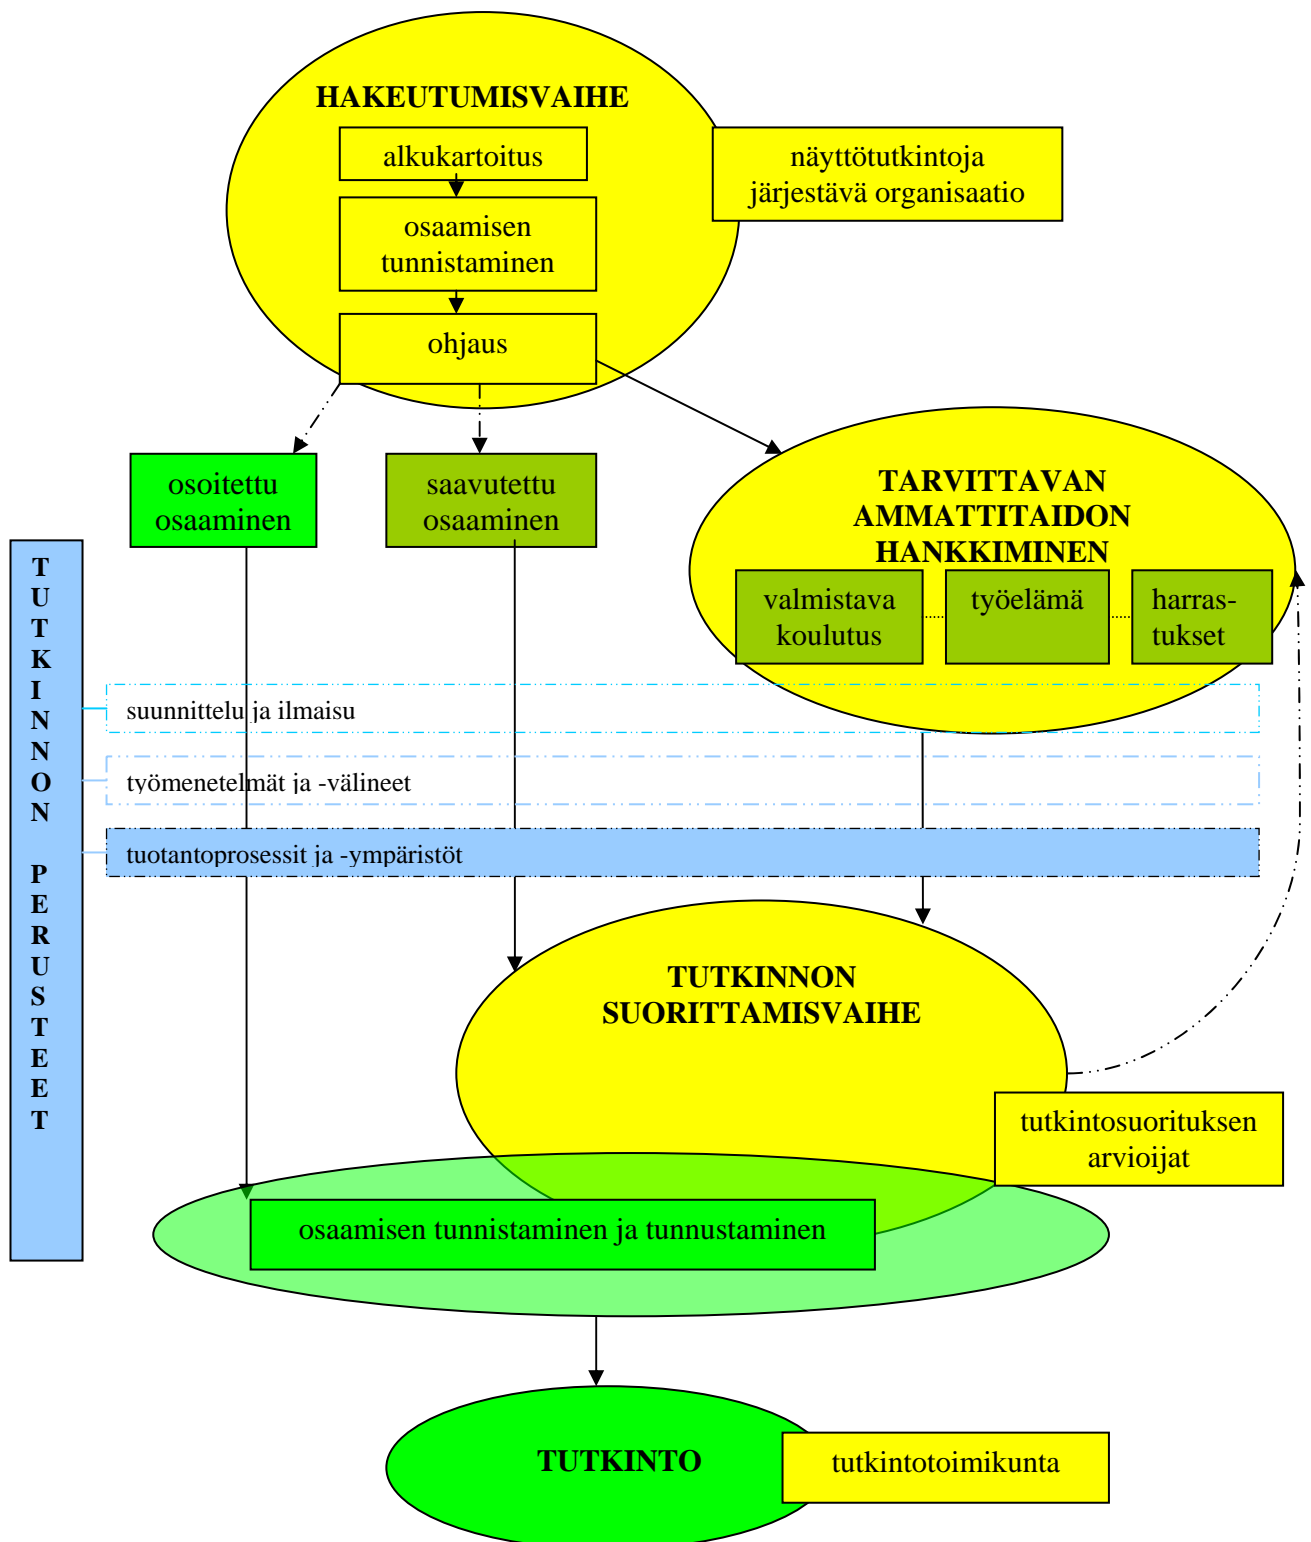 HAKEUTUMISVAIHE
alkukartoitus
näyttötutkintoja
järjestävä organisaatio
osaamisen
tunnistaminen
ohjaus
osoitettu
osaaminen
saavutettu
osaaminen
TARVITTAVAN
AMMATTITAIDON
HANKKIMINEN
valmistava
koulutus
työelämä
harras-
tukset
T
U
T
K
I
N
N
O
N
P
E
R
U
S
T
E
E
T
suunnittelu ja ilmaisu
työmenetelmät ja -välineet
tuotantoprosessit ja -ympäristöt
TUTKINNON
SUORITTAMISVAIHE
tutkintosuorituksen
arvioijat
osaamisen tunnistaminen ja tunnustaminen
TUTKINTO
tutkintotoimikunta